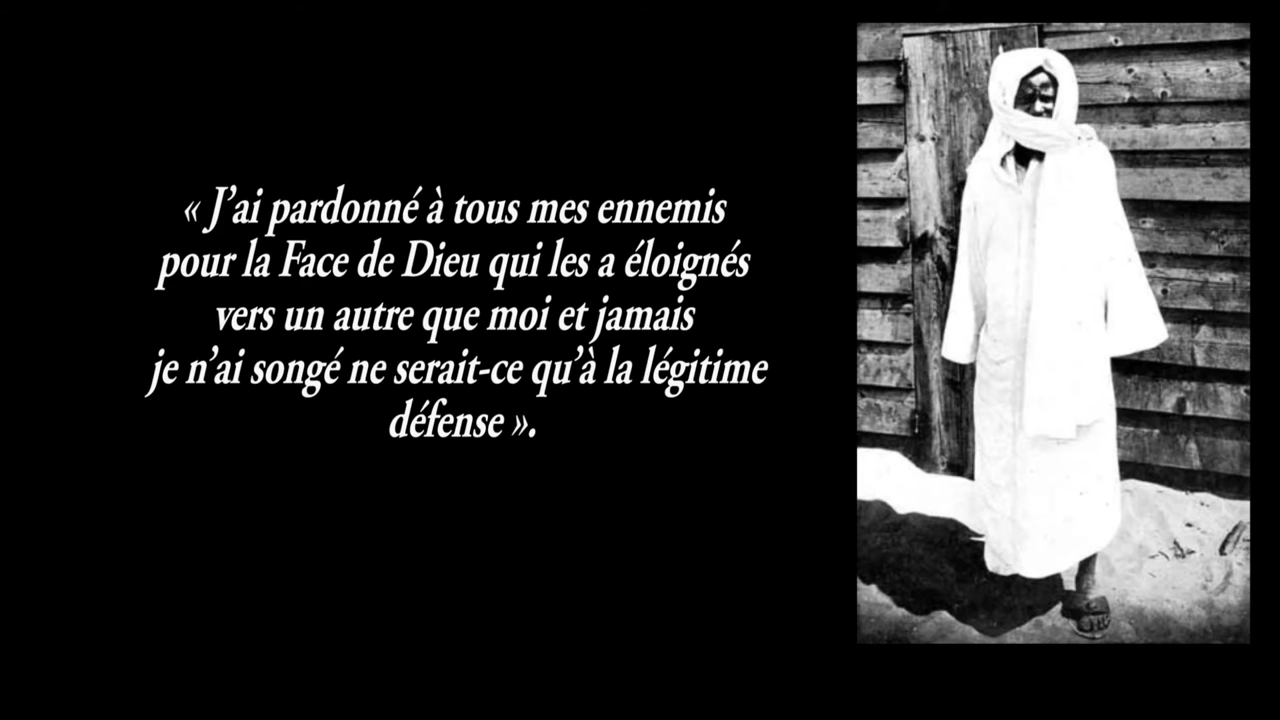 « J’ai pardonné à tous mes ennemis
pour la Face de Dieu qui les a éloignés
vers un autre que moi et jamais
je n’ai songé ne serait-ce qu’à la légitime
défense ».